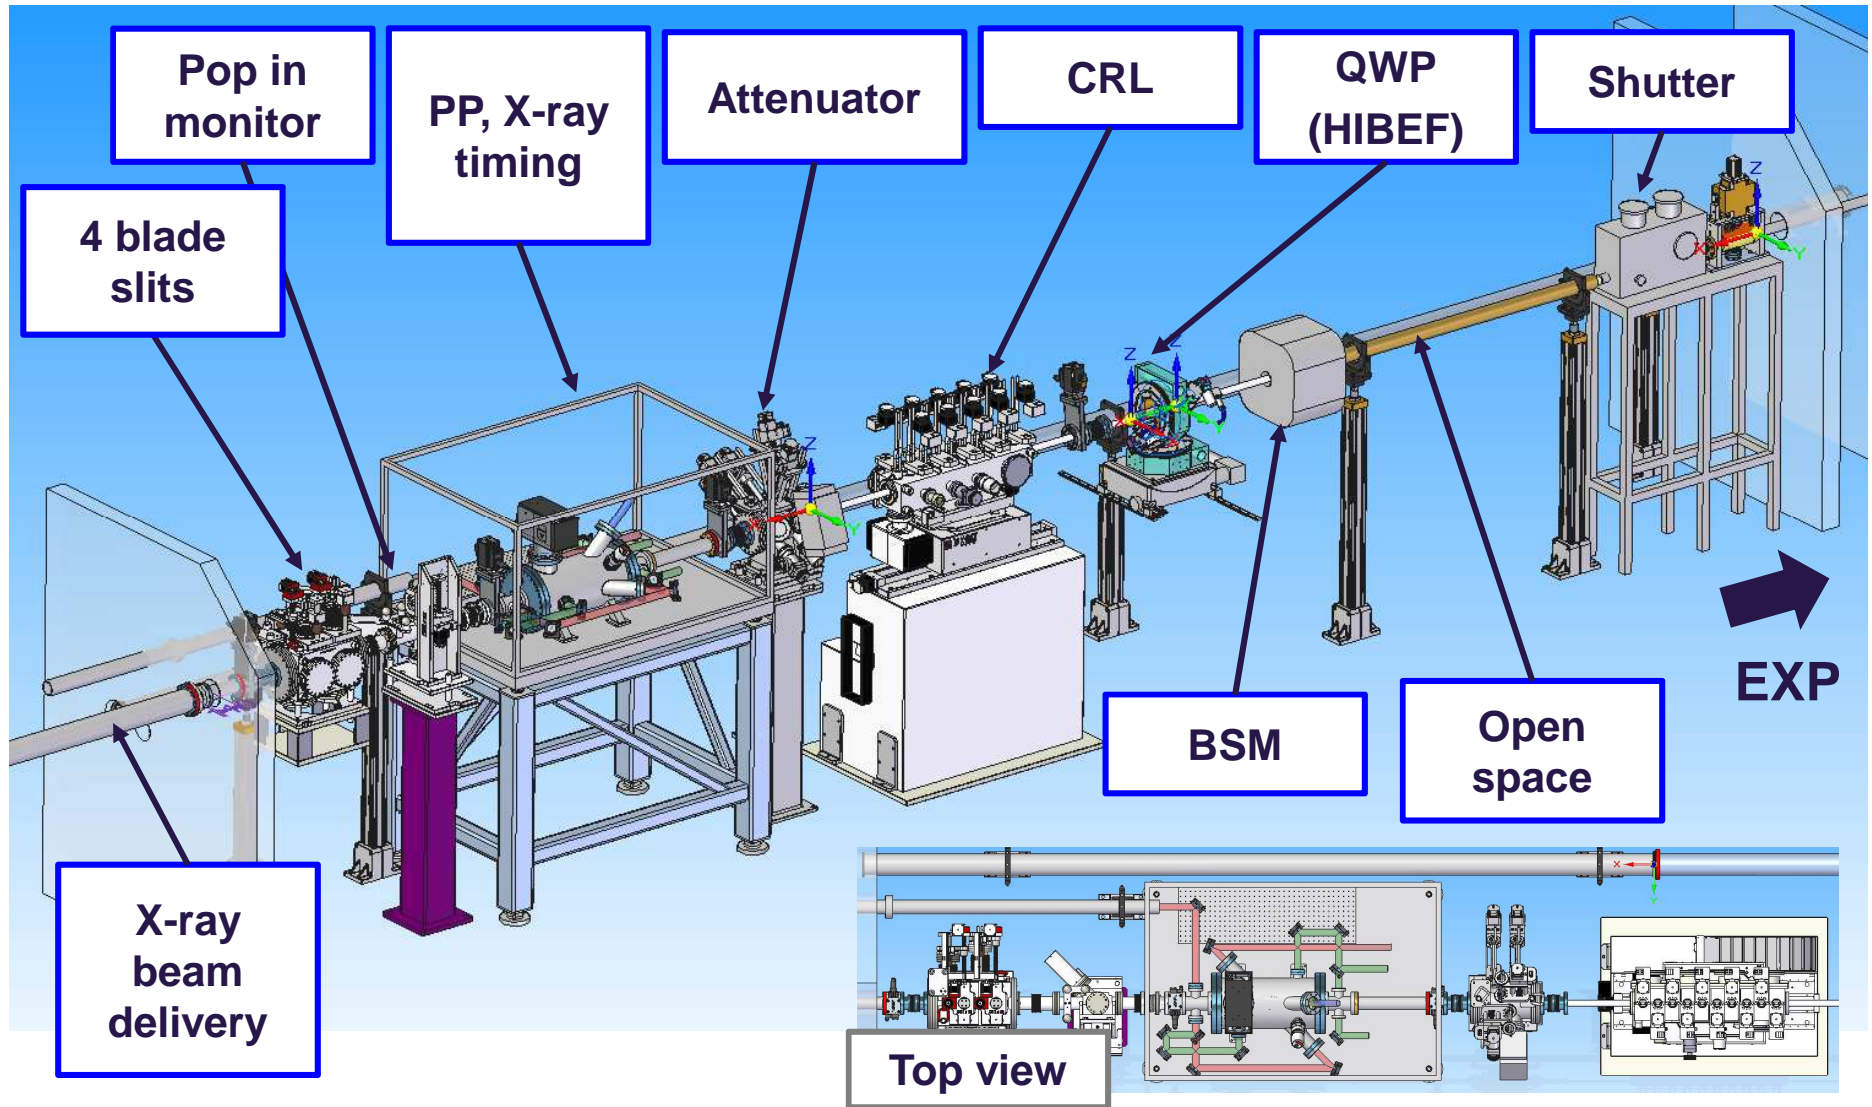 Pop in
monitor
PP, X-ray
timing
Attenuator
CRL
QWP
(HIBEF)
Shutter
4 blade
slits
EXP
BSM
Open
space
X-ray
beam
delivery
Top view
Z
X
Y
Z
Z
X
Y
Z
X
Y
X
Y